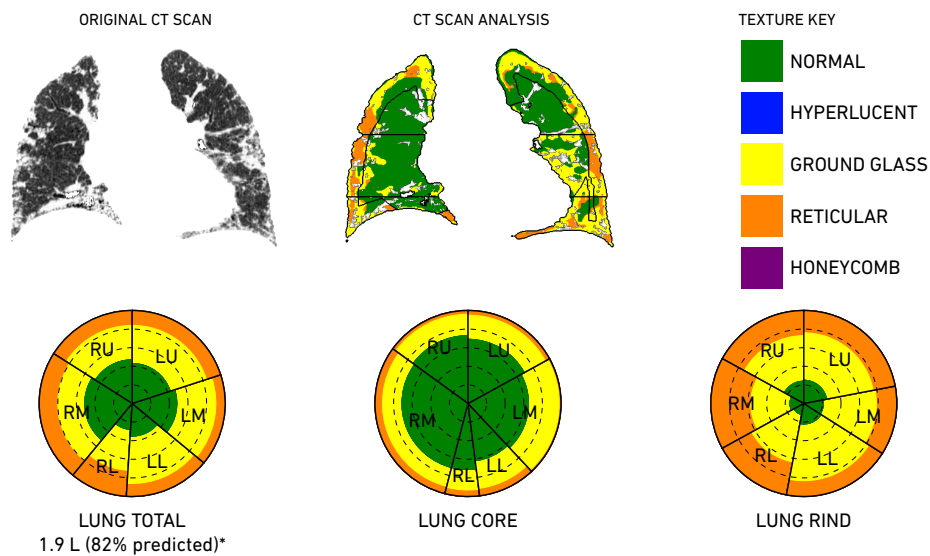 ORIGINAL CT SCAN
CT SCAN ANALYSIS
TEXTURE KEY
NORMAL
HYPERLUCENT
GROUND GLASS
RETICULAR
HONEYCOMB
RU
LU
RM
LM
RL
LL
RU
LU
RM
LM
RL
LL
RU
LU
RM
LM
RL
LL
LUNG TOTAL
1.9 L (82% predicted)*
LUNG CORE
LUNG RIND